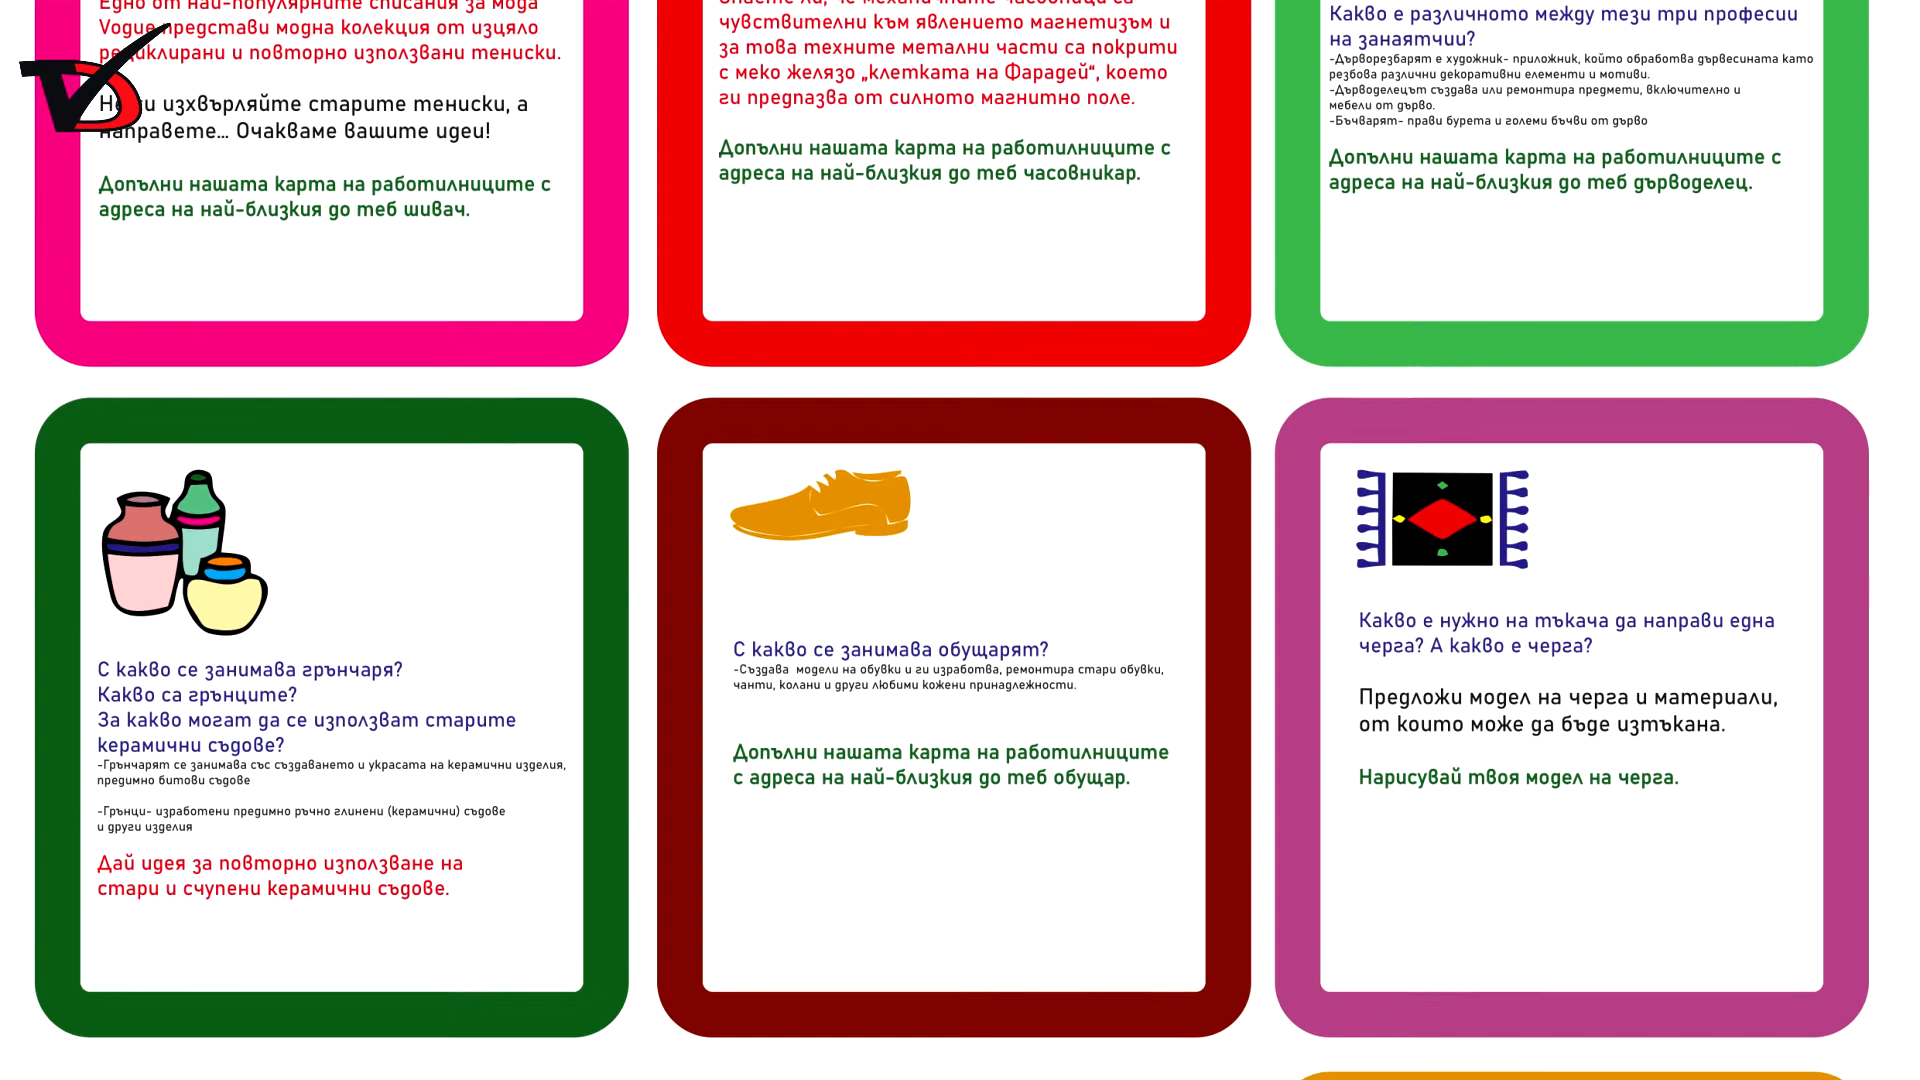 Едно от най-популярните списания за мода
Vogue представи модна колекция от изцяло
рециклирани и повторно използвани тениски.
Не ги изхвърляйте старите тениски, а
направете... Очакваме вашите идеи!
Допълни нашата карта на работилниците с
адреса на най-близкия до теб шивач.
чувствителни към явлението магнетизъм и
за това техните метални части са покрити
с меко желязо „клетката на Фарадей“, което
ги предпазва от силното магнитно поле.
Допълни нашата карта на работилниците с
адреса на най-близкия до теб часовникар.
Какво е различното между тези три професии
на занаятчии?
-Дърворезбарят е художник- приложник, който обработва дървесината като
резбова различни декоративни елементи и мотиви.
-Дърводелецът създава или ремонтира предмети, включително и
мебели от дърво.
-Бъчварят- прави бурета и големи бъчви от дърво
Допълни нашата карта на работилниците с
адреса на най-близкия до теб дърводелец.
С какво се занимава грънчаря?
Какво са грънците?
За какво могат да се използват старите
керамични съдове?
-Грънчарят се занимава със създаването и украсата на керамични изделия,
предимно битови съдове
-Грънци- изработени предимно ръчно глинени (керамични) съдове
и други изделия
Дай идея за повторно използване на
стари и счупени керамични съдове.
С какво се занимава обущарят?
-Създава модели на обувки и ги изработва, ремонтира стари обувки,
чанти, колани и други любими кожени принадлежности.
Допълни нашата карта на работилниците
с адреса на най-близкия до теб обущар.
Какво е нужно на тъкача да направи една
черга? А какво е черга?
Предложи модел на черга и материали,
от които може да бъде изтъкана.
Нарисувай твоя модел на черга.